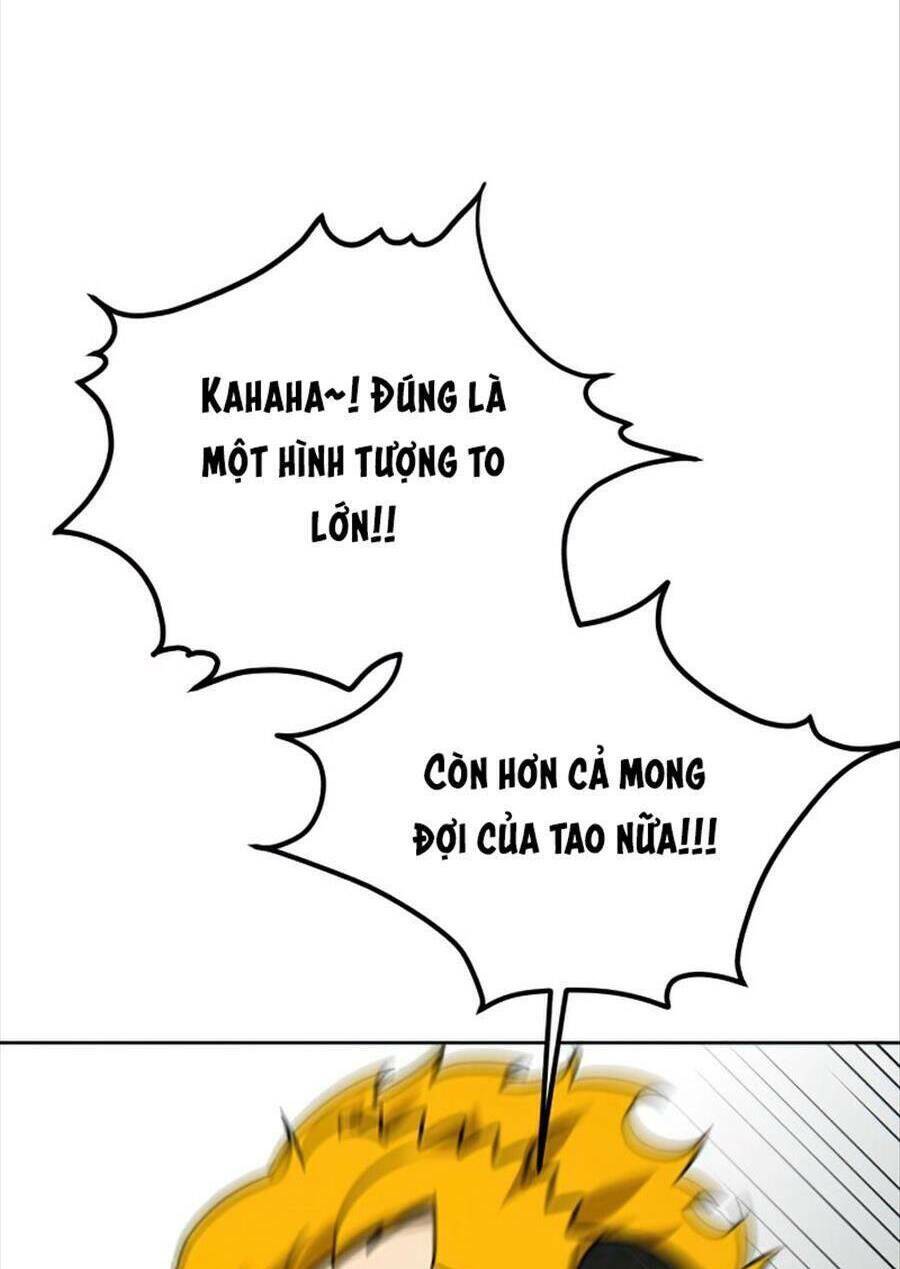 KAHAHA~! ĐÚNG LÀ
MỘT HÌNH TƯỢNG TO
LỚN!!
CÒN HƠN CẢ MONG
ĐỢI CỦA TAO NỮA!!!